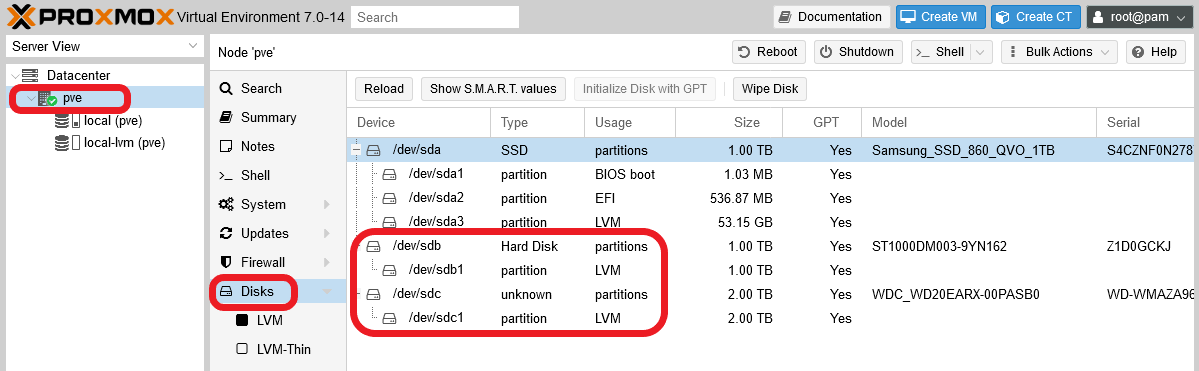 PROXMOX Virtual Environment 7.0-14 Search Documentation Create VM Create CT root@pam
Server View
Node 'pve' Reboot Shutdown >_ Shell Bulk Actions Help
Datacenter
pve
local (pve)
local-lvm (pve)
Search
Summary
Notes
>_ Shell
System
Updates
Firewall
Disks
LVM
LVM-Thin
Reload Show S.M.A.R.T. values Initialize Disk with GPT Wipe Disk
Device Type Usage Size GPT Model Serial
/dev/sda SSD partitions 1.00 TB Yes Samsung_SSD_860_QVO_1TB S4CZNF0N278
/dev/sda1 partition BIOS boot 1.03 MB Yes
/dev/sda2 partition EFI 536.87 MB Yes
/dev/sda3 partition LVM 53.15 GB Yes
/dev/sdb Hard Disk partitions 1.00 TB Yes ST1000DM003-9YN162 Z1D0GCKJ
/dev/sdb1 partition LVM 1.00 TB Yes
/dev/sdc unknown partitions 2.00 TB Yes WDC_WD20EARX-00PASB0 WD-WMAZA98
/dev/sdc1 partition LVM 2.00 TB Yes